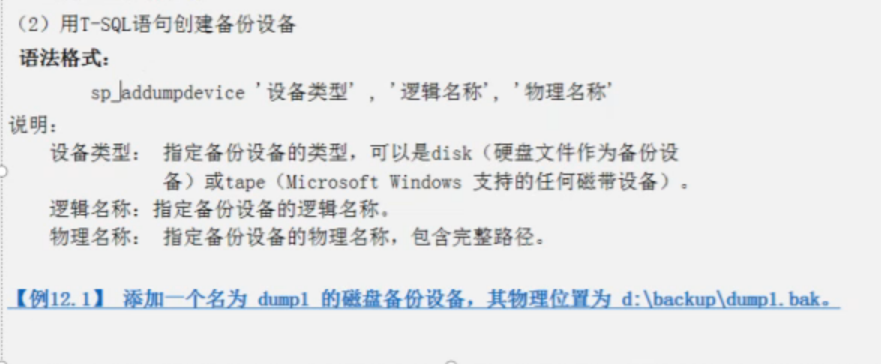 （2）用T-SQL语句创建备份设备
语法格式：
sp_addumpdevice '设备类型' , '逻辑名称', '物理名称'
说明：
设备类型： 指定备份设备的类型，可以是disk（硬盘文件作为备份设
备）或tape（Microsoft Windows 支持的任何磁带设备）。
逻辑名称：指定备份设备的逻辑名称。
物理名称： 指定备份设备的物理名称，包含完整路径。
【例12.1】 添加一个名为 dump1 的磁盘备份设备，其物理位置为 d:\backup\dump1.bak。